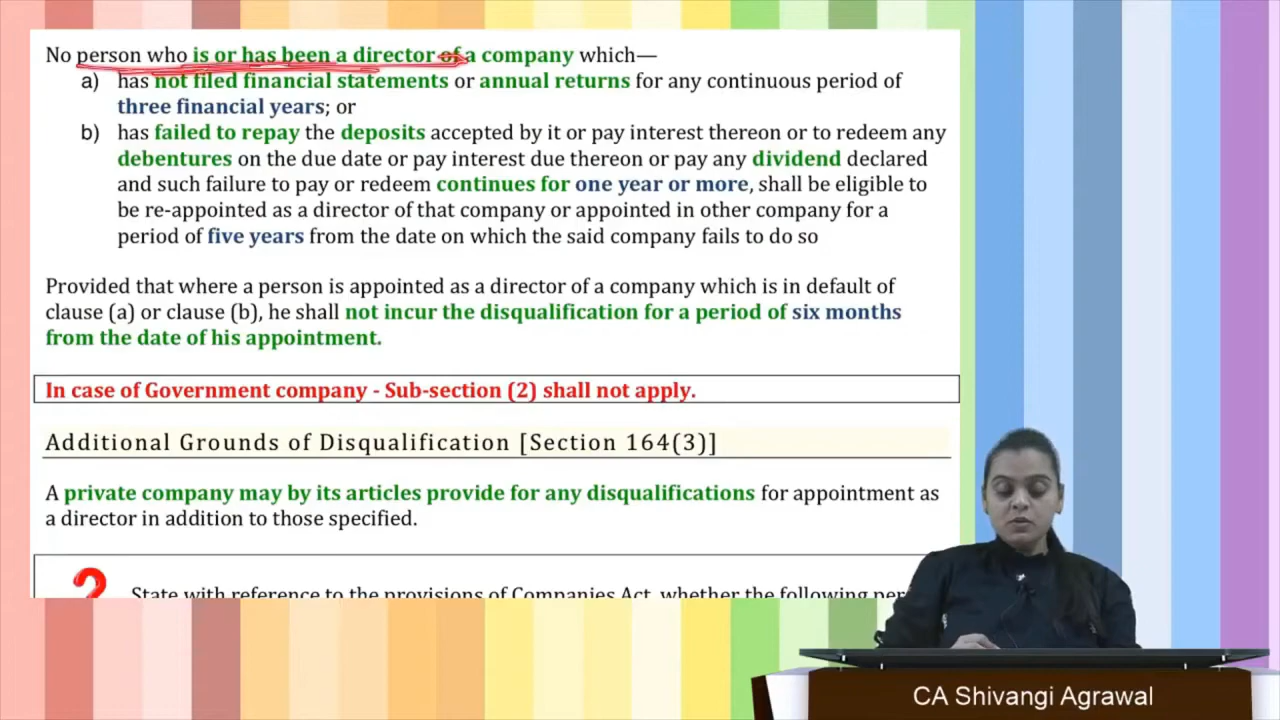 No person who is or has been a director of a company which—
a) has not filed financial statements or annual returns for any continuous period of
three financial years; or
b) has failed to repay the deposits accepted by it or pay interest thereon or to redeem any
debentures on the due date or pay interest due thereon or pay any dividend declared
and such failure to pay or redeem continues for one year or more, shall be eligible to
be re-appointed as a director of that company or appointed in other company for a
period of five years from the date on which the said company fails to do so
Provided that where a person is appointed as a director of a company which is in default of
clause (a) or clause (b), he shall not incur the disqualification for a period of six months
from the date of his appointment.
In case of Government company - Sub-section (2) shall not apply.
Additional Grounds of Disqualification [Section 164(3)]
A private company may by its articles provide for any disqualifications for appointment as
a director in addition to those specified.
?
State with reference to the provisions of Companies Act, whether the following
CA Shivangi Agrawal